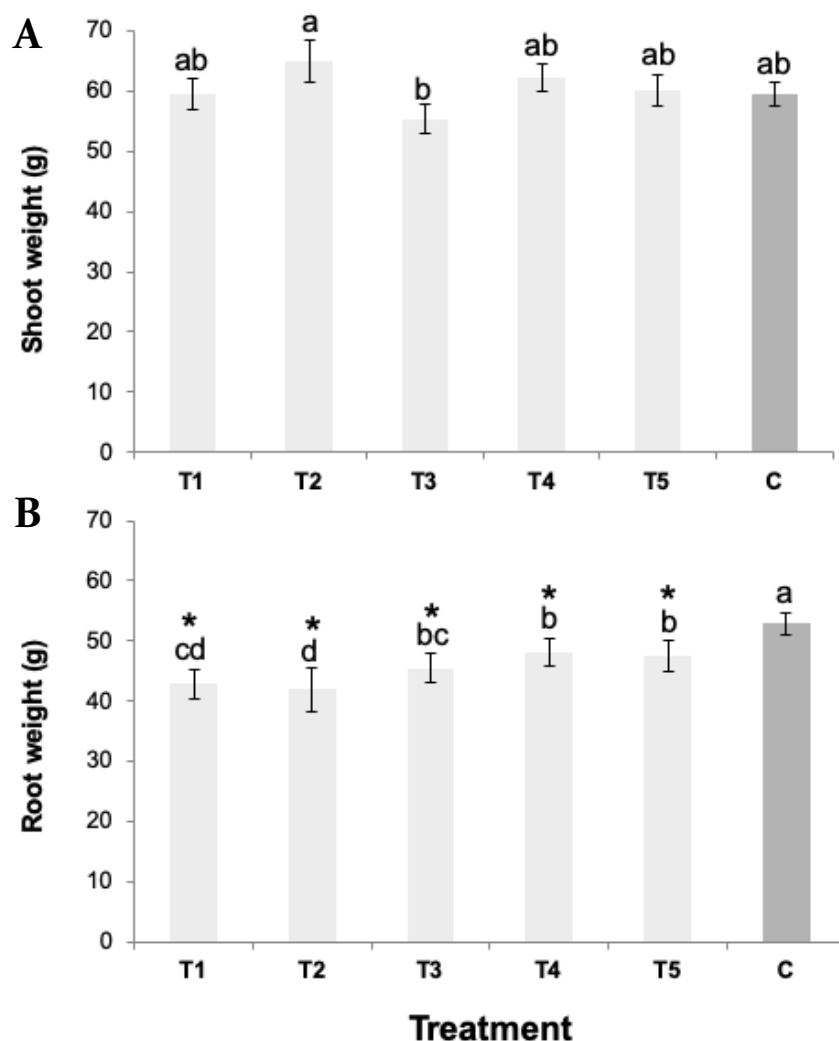 A
Shoot weight (g)
70
60
50
40
30
20
10
0
ab a b ab ab ab
T1 T2 T3 T4 T5 C
B
Root weight (g)
70
60
50
40
30
20
10
0
* * * * *
cd d bc b b a
T1 T2 T3 T4 T5 C
Treatment